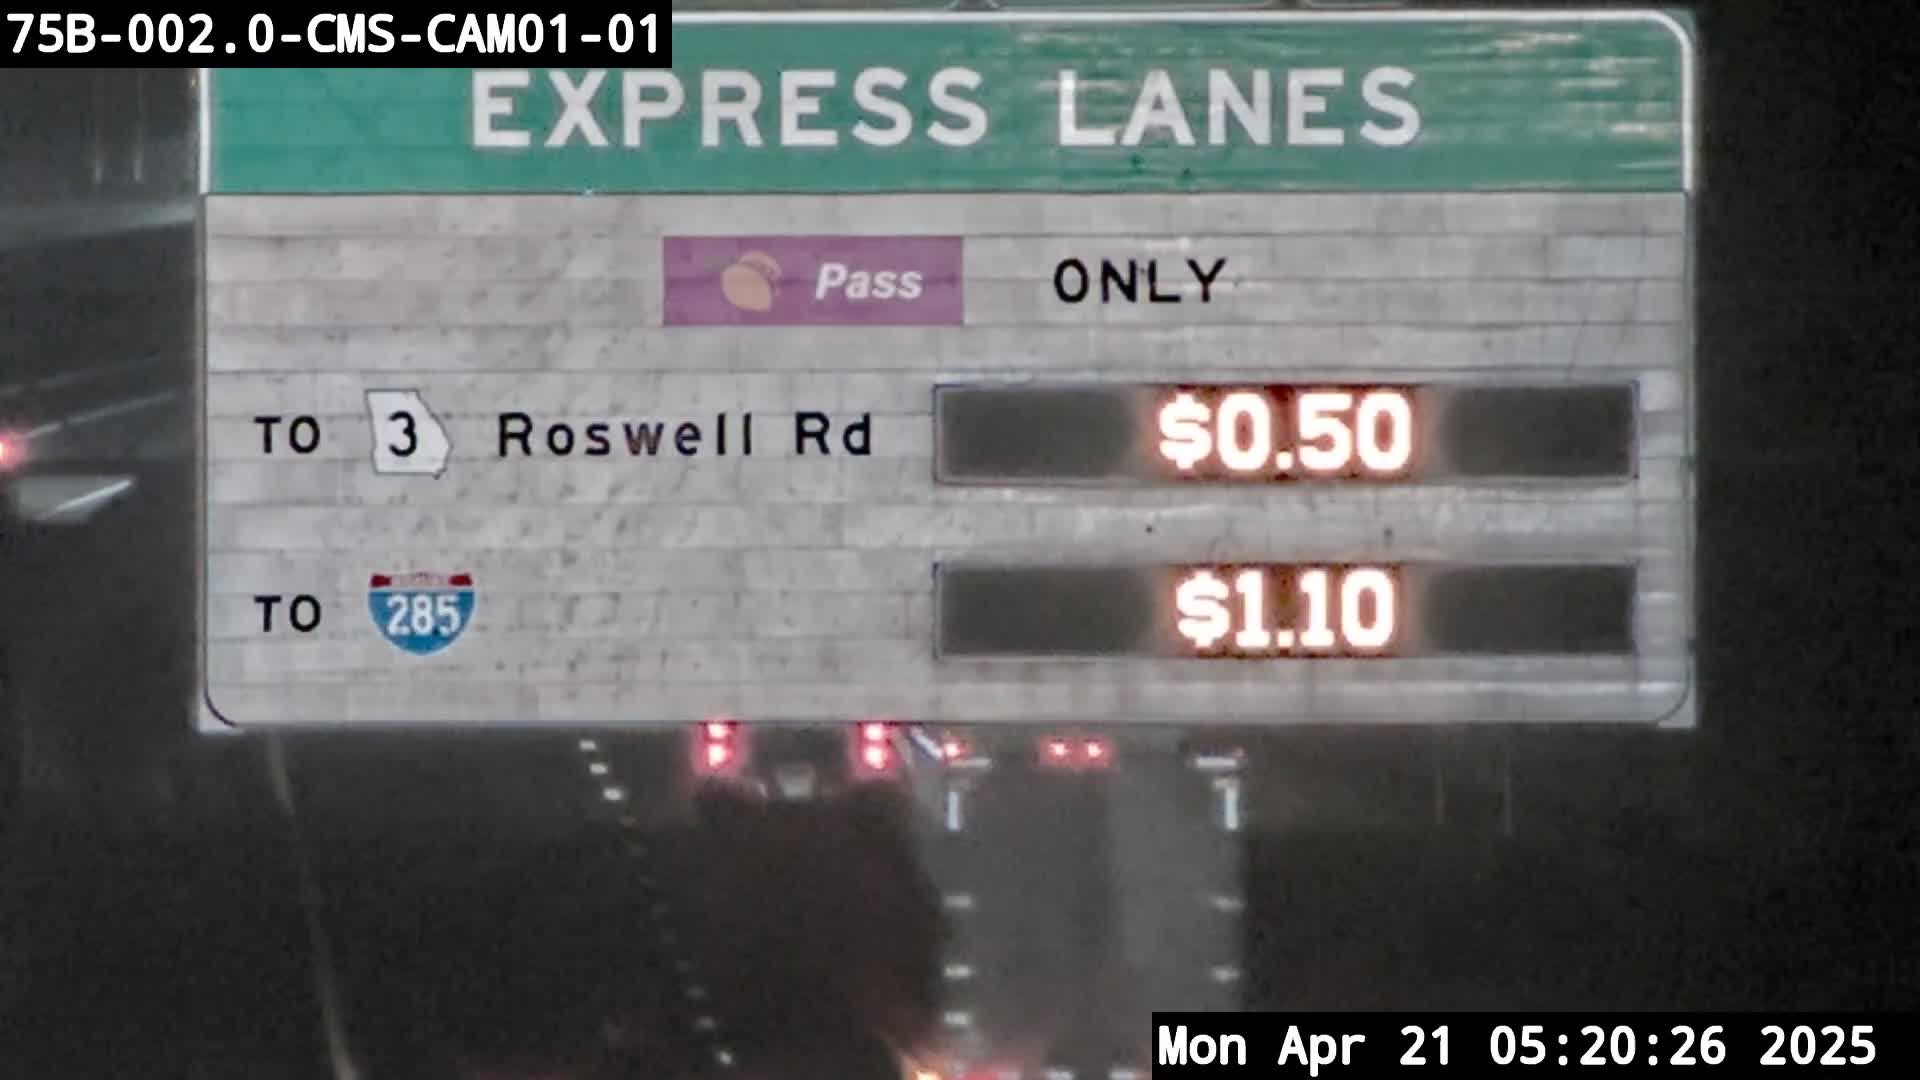 75B-002.0-CMS-CAM01-01
EXPRESS LANES
Pass ONLY
TO 3 Roswell Rd $0.50
TO 285 $1.10
Mon Apr 21 05:20:26 2025